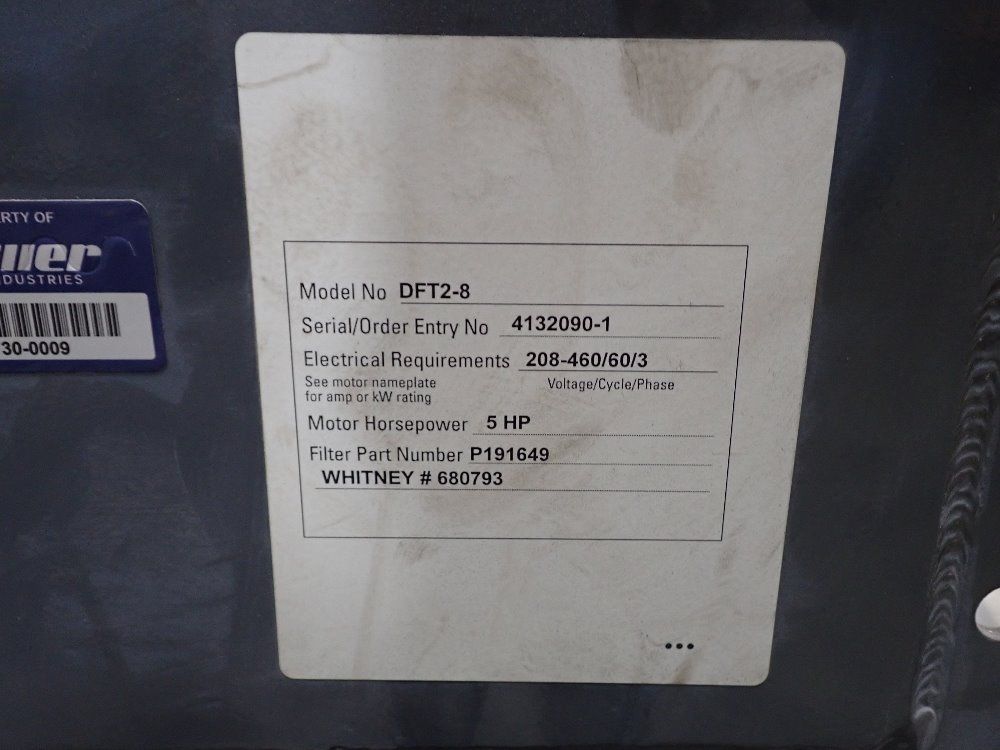 RTY OF
NDUSTRIES
30-0009
Model No DFT2-8
Serial/Order Entry No 4132090-1
Electrical Requirements 208-460/60/3
See motor nameplate Voltage/Cycle/Phase
for amp or kW rating
Motor Horsepower 5 HP
Filter Part Number P191649
WHITNEY # 680793